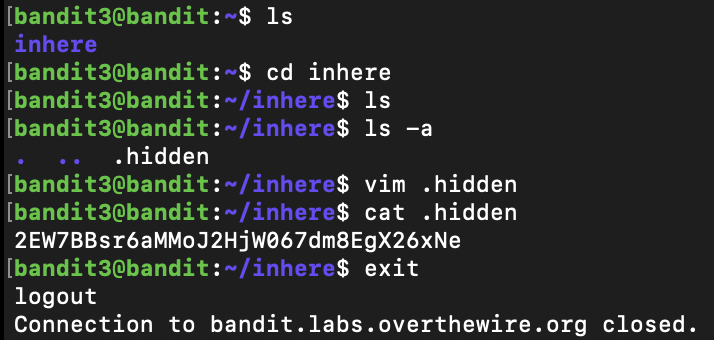 [bandit3@bandit:~$ ls
inhere
[bandit3@bandit:~$ cd inhere
[bandit3@bandit:~/inhere$ ls
[bandit3@bandit:~/inhere$ ls -a
.  ..  .hidden
[bandit3@bandit:~/inhere$ vim .hidden
[bandit3@bandit:~/inhere$ cat .hidden
2EW7BBsr6aMMoJ2HjW067dm8EgX26xNe
[bandit3@bandit:~/inhere$ exit
logout
Connection to bandit.labs.overthewire.org closed.